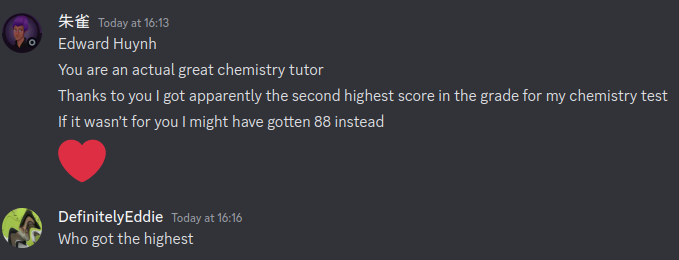 朱雀 Today at 16:13
Edward Huynh
You are an actual great chemistry tutor
Thanks to you I got apparently the second highest score in the grade for my chemistry test
If it wasn't for you I might have gotten 88 instead
DefinitelyEddie Today at 16:16
Who got the highest